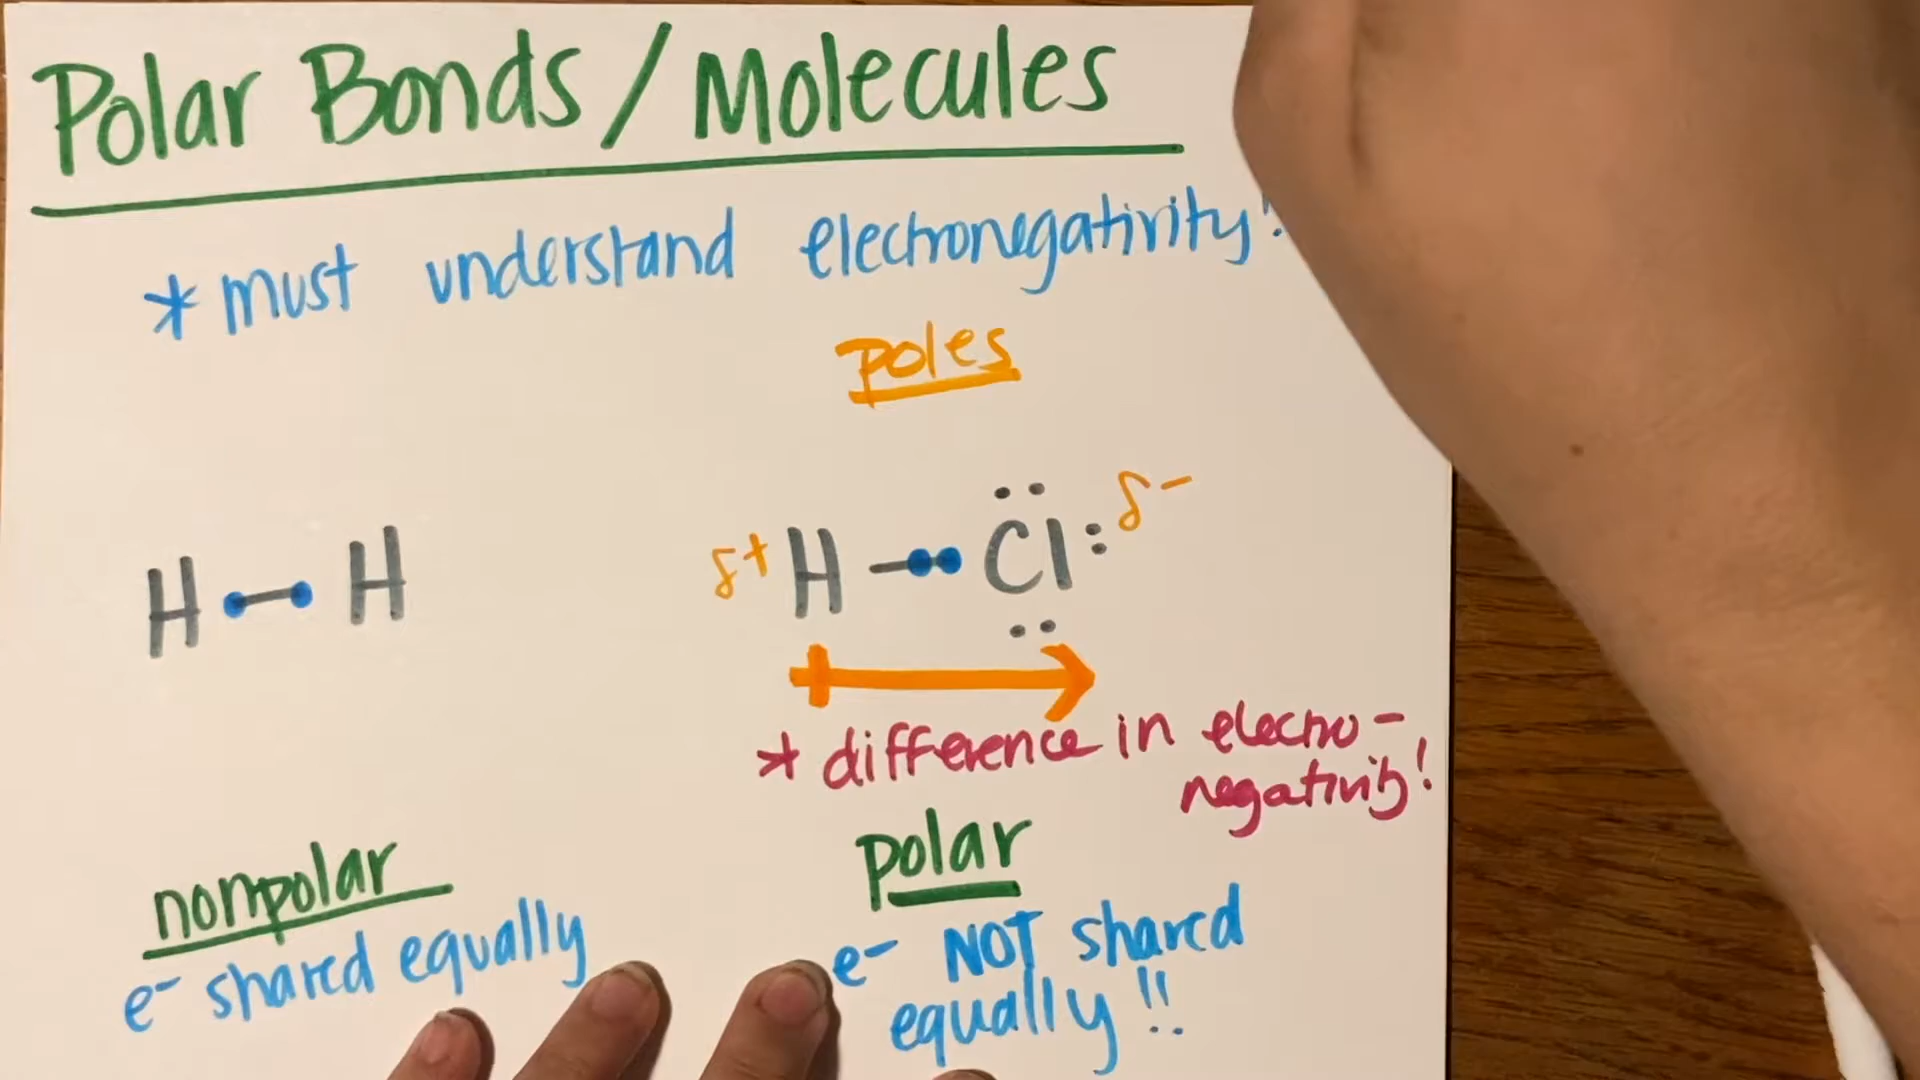 Polar Bonds / Molecules
* must understand electronegativity!
poles
H H
δ+ H Cl δ-
* difference in electro-
negativity!
nonpolar
e- shared equally
polar
e- NOT shared
equally!!